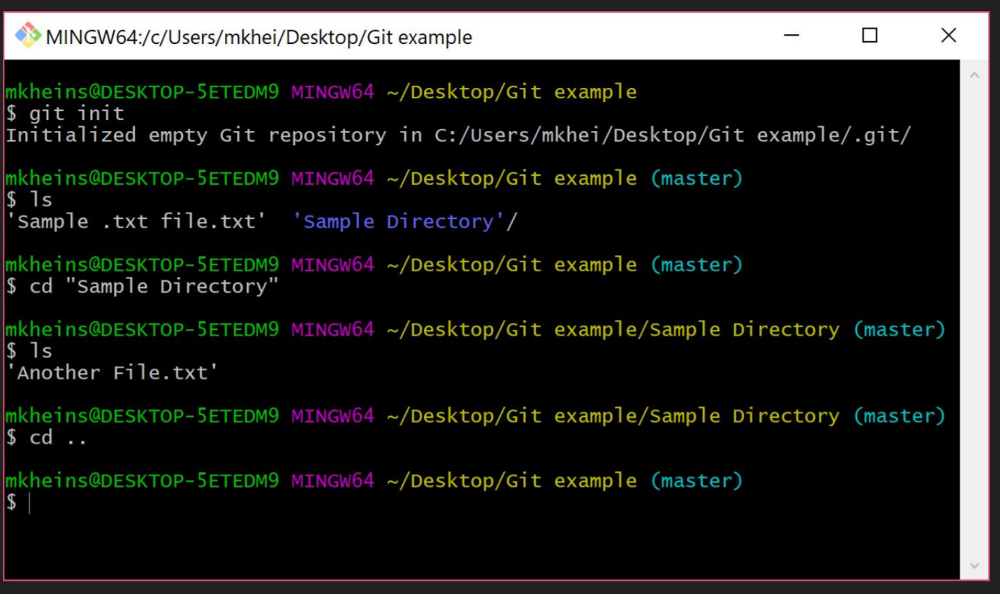 MINGW64:/c/Users/mkhei/Desktop/Git example
mkheins@DESKTOP-5ETEDM9 MINGW64 ~/Desktop/Git example
$ git init
Initialized empty Git repository in C:/Users/mkhei/Desktop/Git example/.git/
mkheins@DESKTOP-5ETEDM9 MINGW64 ~/Desktop/Git example (master)
$ ls
'Sample .txt file.txt'  'Sample Directory'/
mkheins@DESKTOP-5ETEDM9 MINGW64 ~/Desktop/Git example (master)
$ cd "Sample Directory"
mkheins@DESKTOP-5ETEDM9 MINGW64 ~/Desktop/Git example/Sample Directory (master)
$ ls
'Another File.txt'
mkheins@DESKTOP-5ETEDM9 MINGW64 ~/Desktop/Git example/Sample Directory (master)
$ cd ..
mkheins@DESKTOP-5ETEDM9 MINGW64 ~/Desktop/Git example (master)
$